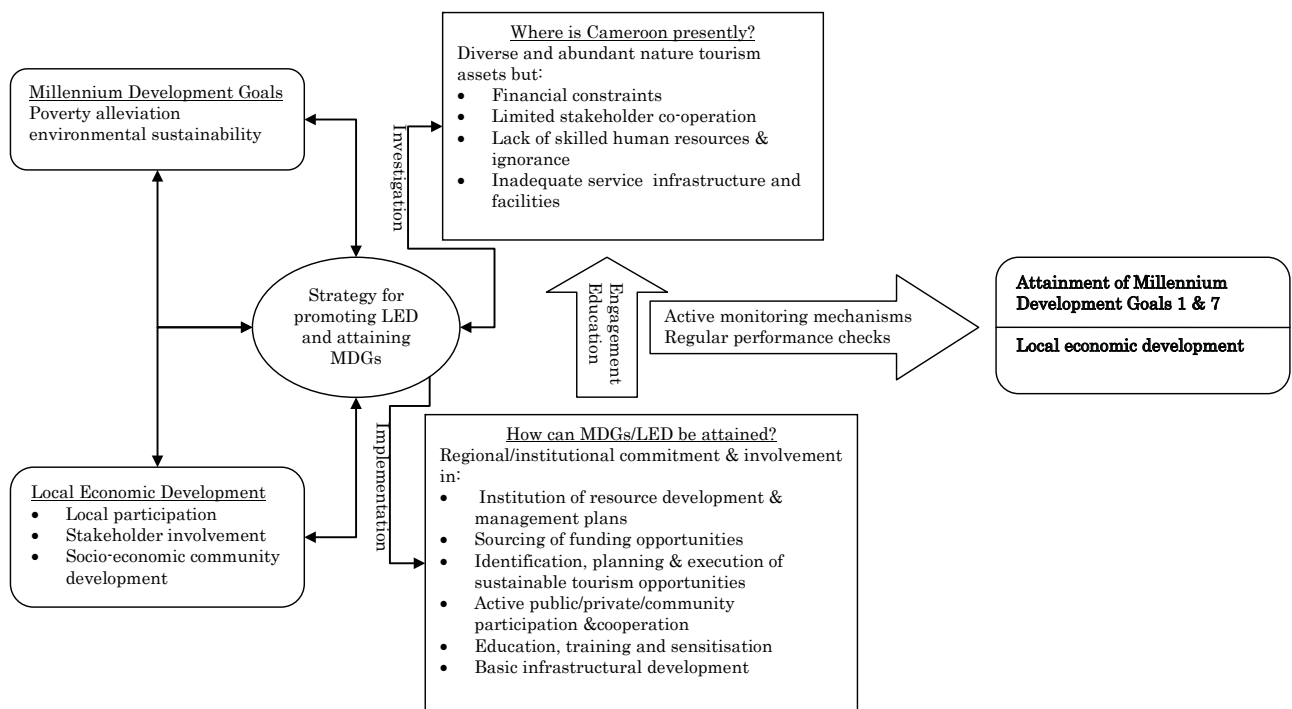 Millennium Development Goals
Poverty alleviation
environmental sustainability
Where is Cameroon presently?
Diverse and abundant nature tourism
assets but:
• Financial constraints
• Limited stakeholder co-operation
• Lack of skilled human resources &
ignorance
• Inadequate service infrastructure and
facilities
Investigation
Strategy for
promoting LED
and attaining
MDGs
Engagement
Education
Active monitoring mechanisms
Regular performance checks
Attainment of Millennium
Development Goals 1 & 7
Local economic development
Local Economic Development
• Local participation
• Stakeholder involvement
• Socio-economic community
development
Implementation
How can MDGs/LED be attained?
Regional/institutional commitment & involvement
in:
• Institution of resource development &
management plans
• Sourcing of funding opportunities
• Identification, planning & execution of
sustainable tourism opportunities
• Active public/private/community
participation &cooperation
• Education, training and sensitisation
• Basic infrastructural development